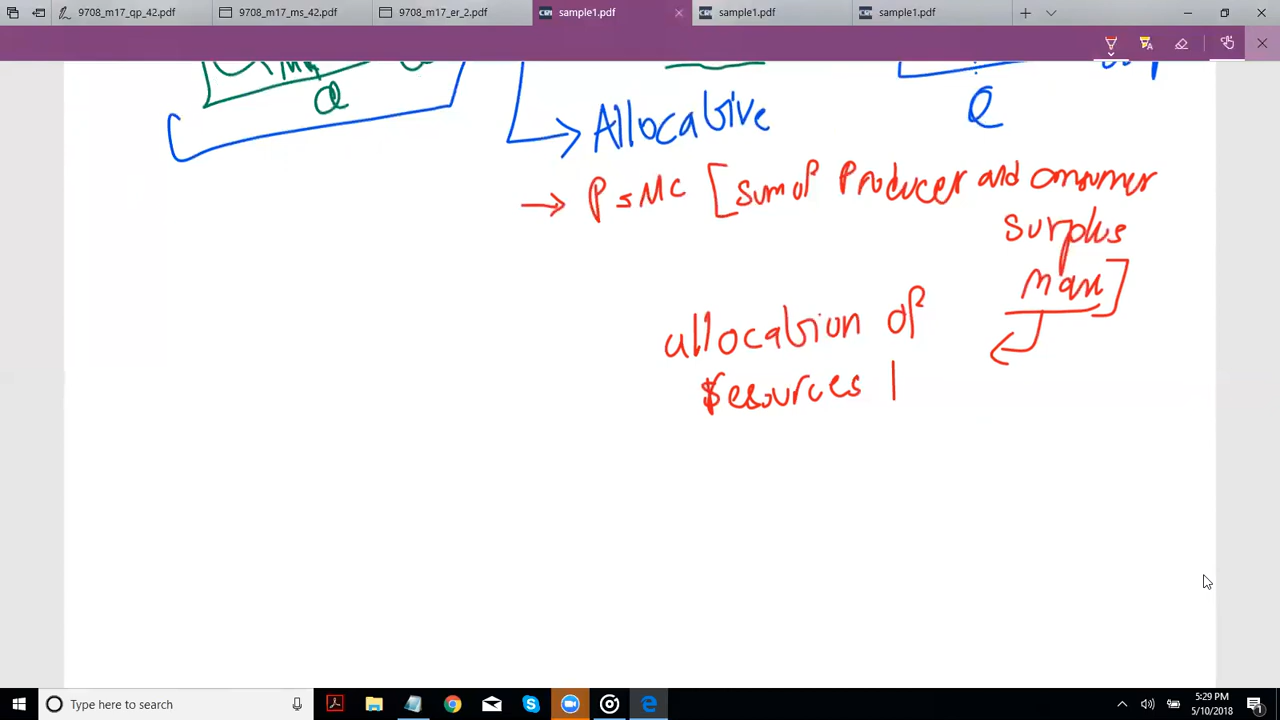 9708_m17_qp_42.pdf
9708_m17_ms_42.pdf
9708_m17_er_2.pdf
sample1.pdf
sample1.pdf
sample1.pdf
Q
Q
Allocative
→ P = MC [sum of Producer and consumer
surplus
max]
allocation of
resources
Type here to search
5:29 PM
5/10/2018